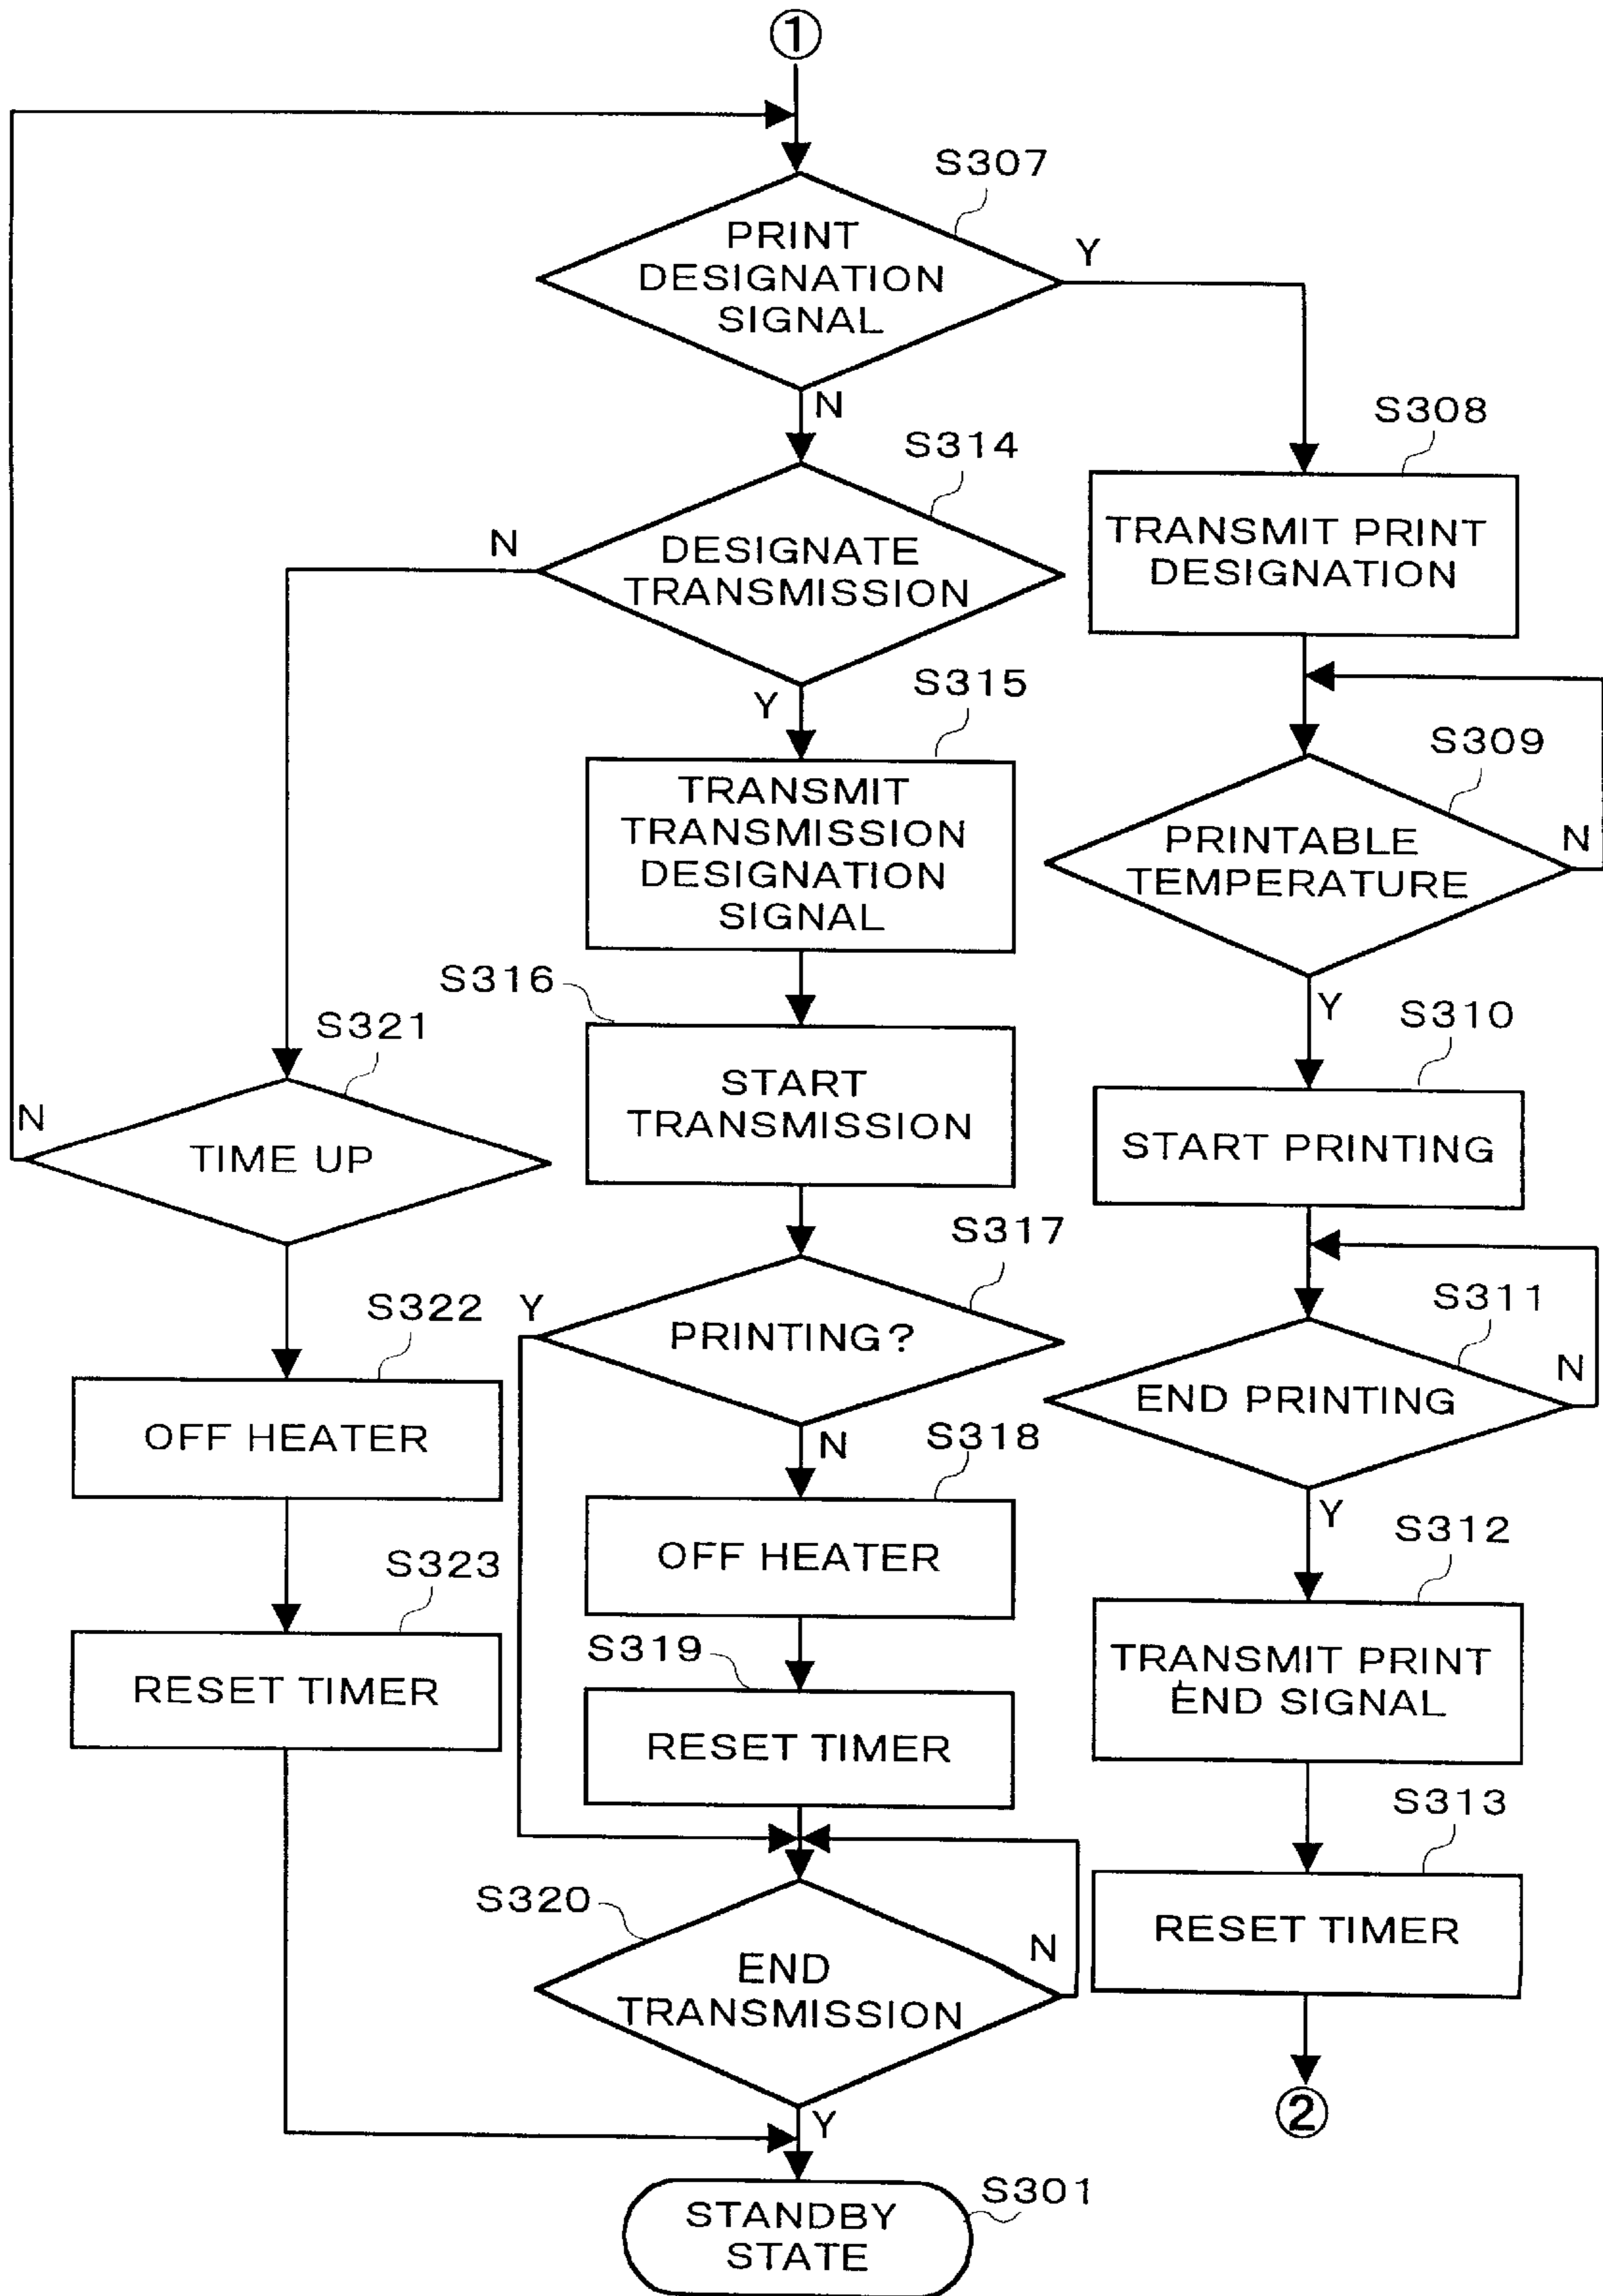 ①
S307
PRINT
DESIGNATION
SIGNAL
Y
N
S308
TRANSMIT PRINT
DESIGNATION
S314
DESIGNATE
TRANSMISSION
N
Y
S315
TRANSMIT
TRANSMISSION
DESIGNATION
SIGNAL
S309
PRINTABLE
TEMPERATURE
N
Y
S316
START
TRANSMISSION
S321
TIME UP
N
S310
START PRINTING
S317
PRINTING?
Y
N
S311
END PRINTING
N
Y
S322
OFF HEATER
S318
OFF HEATER
S312
TRANSMIT PRINT
END SIGNAL
S323
RESET TIMER
S319
RESET TIMER
S313
RESET TIMER
S320
END
TRANSMISSION
N
Y
②
S301
STANDBY
STATE